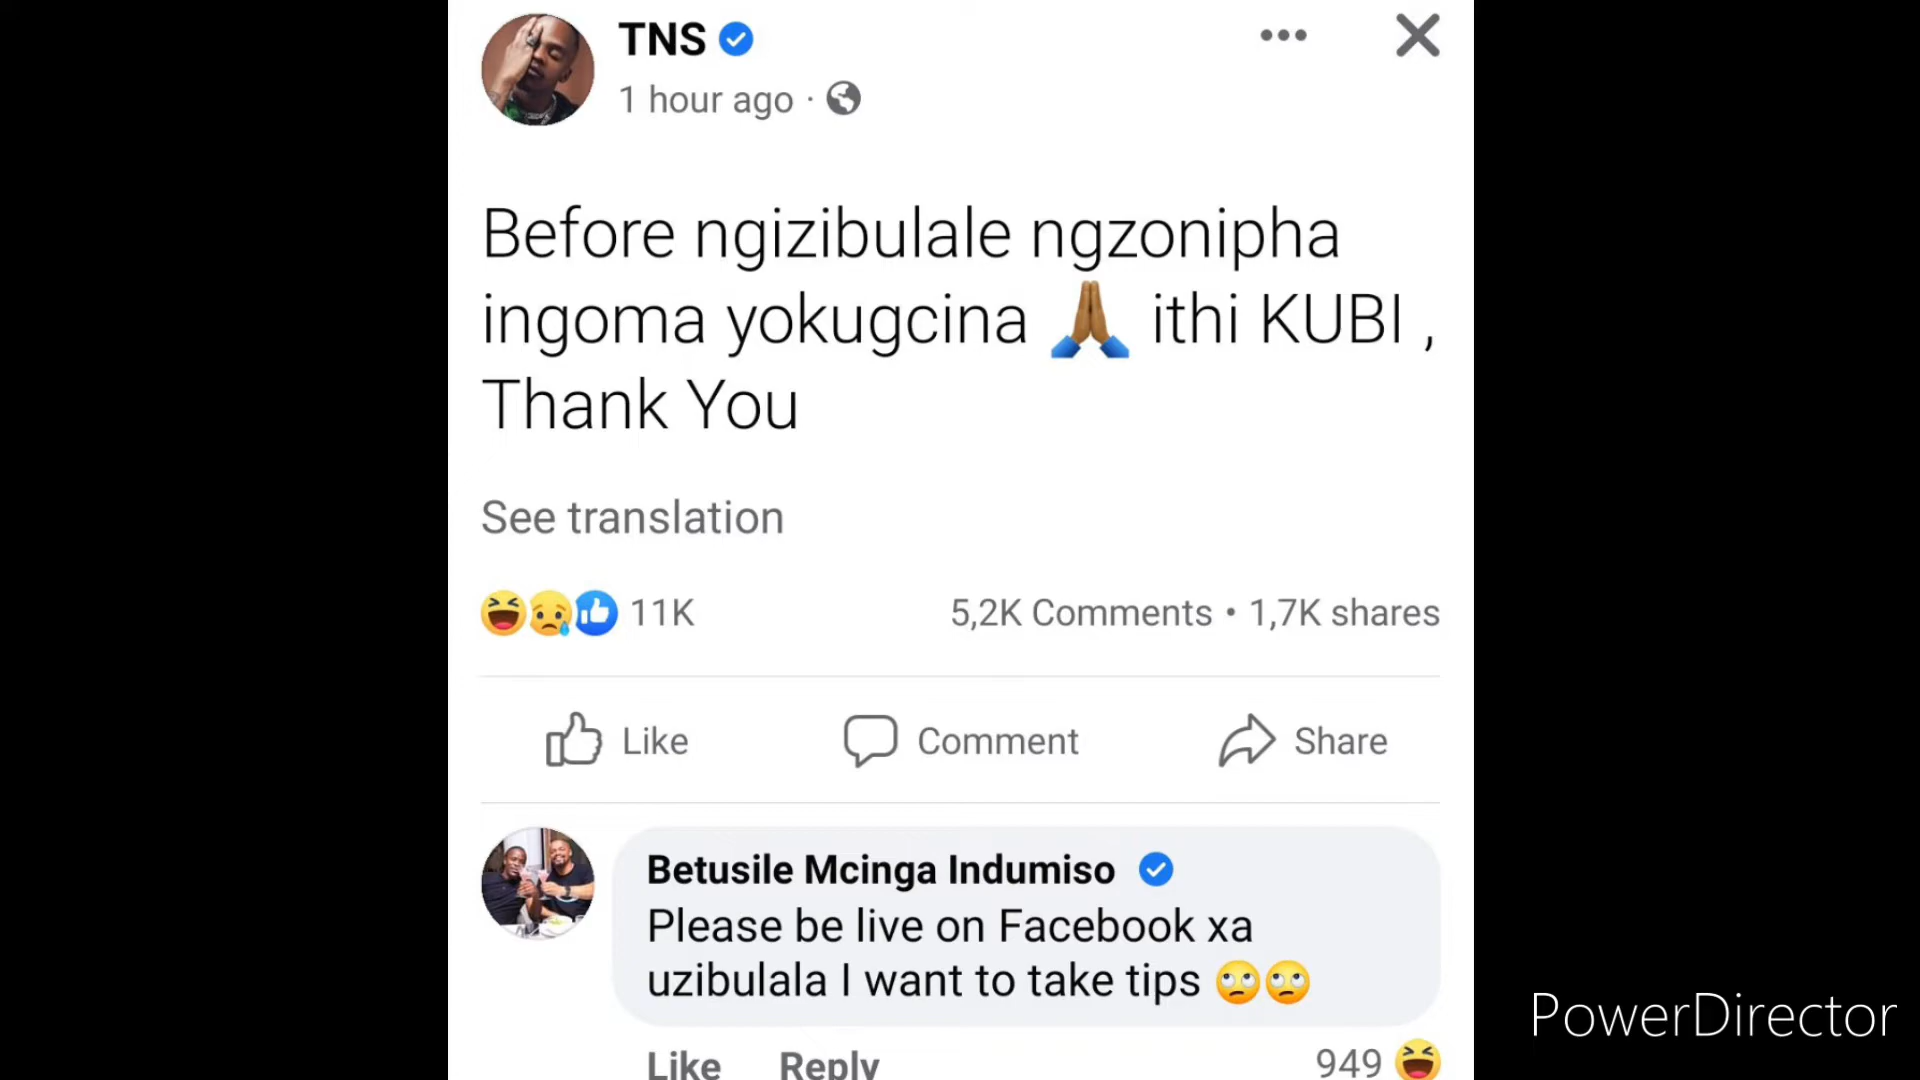 TNS
1 hour ago ·
Before ngizibulale ngzonipha
ingoma yokugcina 🙏🏾 ithi KUBI ,
Thank You
See translation
11K
5,2K Comments • 1,7K shares
Like
Comment
Share
Betusile Mcinga Indumiso
Please be live on Facebook xa
uzibulala I want to take tips 🙄🙄
Like Reply
949
PowerDirector